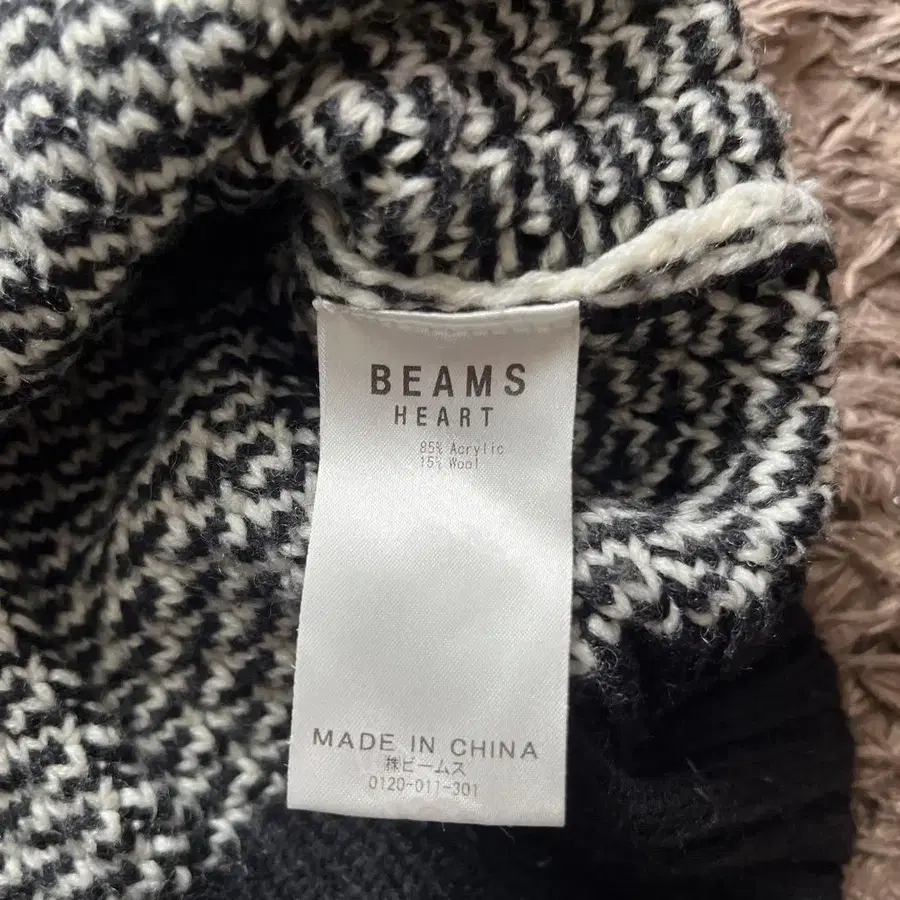 BEAMS
HEART
85% Acrylic
15% Wool
MADE IN CHINA
㈱ビームス
0120-011-301